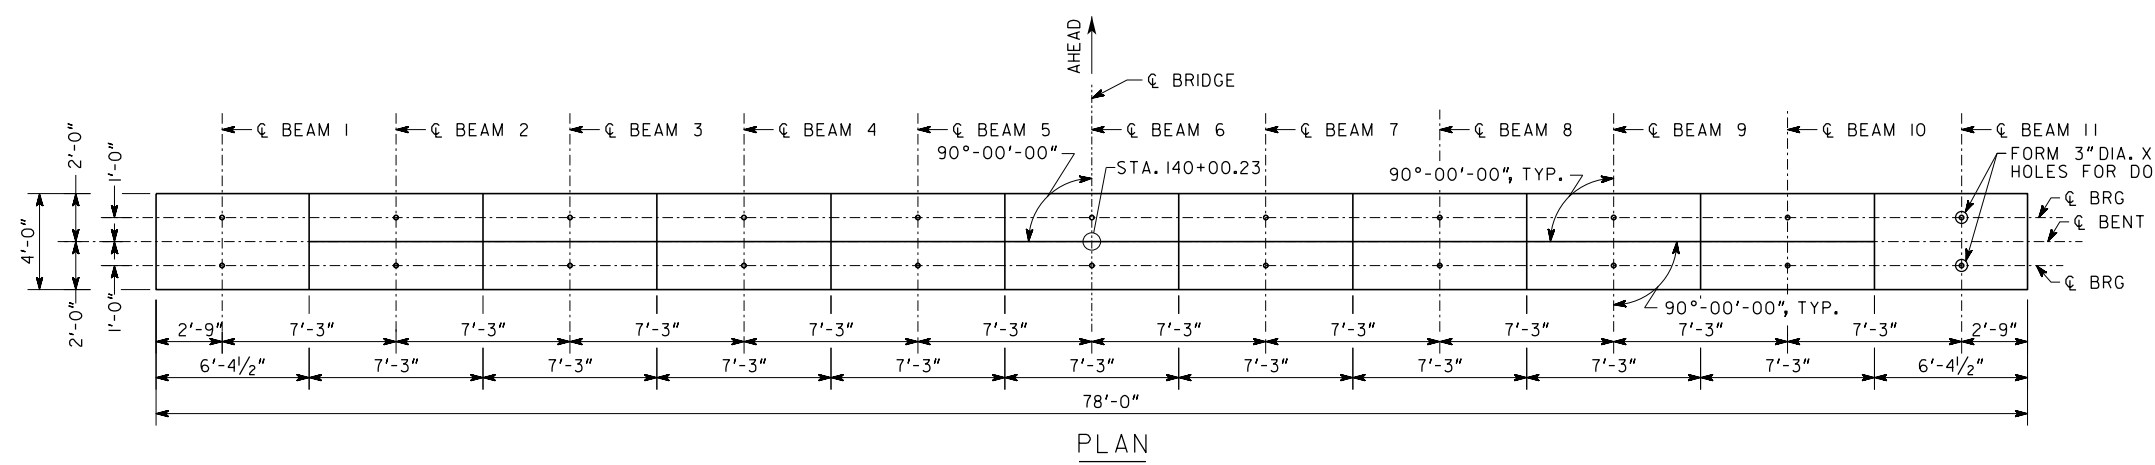 AHEAD
℄ BRIDGE
℄ BEAM 1
℄ BEAM 2
℄ BEAM 3
℄ BEAM 4
℄ BEAM 5
℄ BEAM 6
℄ BEAM 7
℄ BEAM 8
℄ BEAM 9
℄ BEAM 10
℄ BEAM 11
90°-00'-00"
STA. 140+00.23
90°-00'-00", TYP.
FORM 3" DIA. X
HOLES FOR DO
℄ BRG
℄ BENT
℄ BRG
4'-0"
2'-0"
2'-0"
1'-0"
1'-0"
90°-00'-00", TYP.
2'-9"
7'-3"
7'-3"
7'-3"
7'-3"
7'-3"
7'-3"
7'-3"
7'-3"
7'-3"
7'-3"
2'-9"
6'-4½"
7'-3"
7'-3"
7'-3"
7'-3"
7'-3"
7'-3"
7'-3"
7'-3"
7'-3"
6'-4½"
78'-0"
PLAN